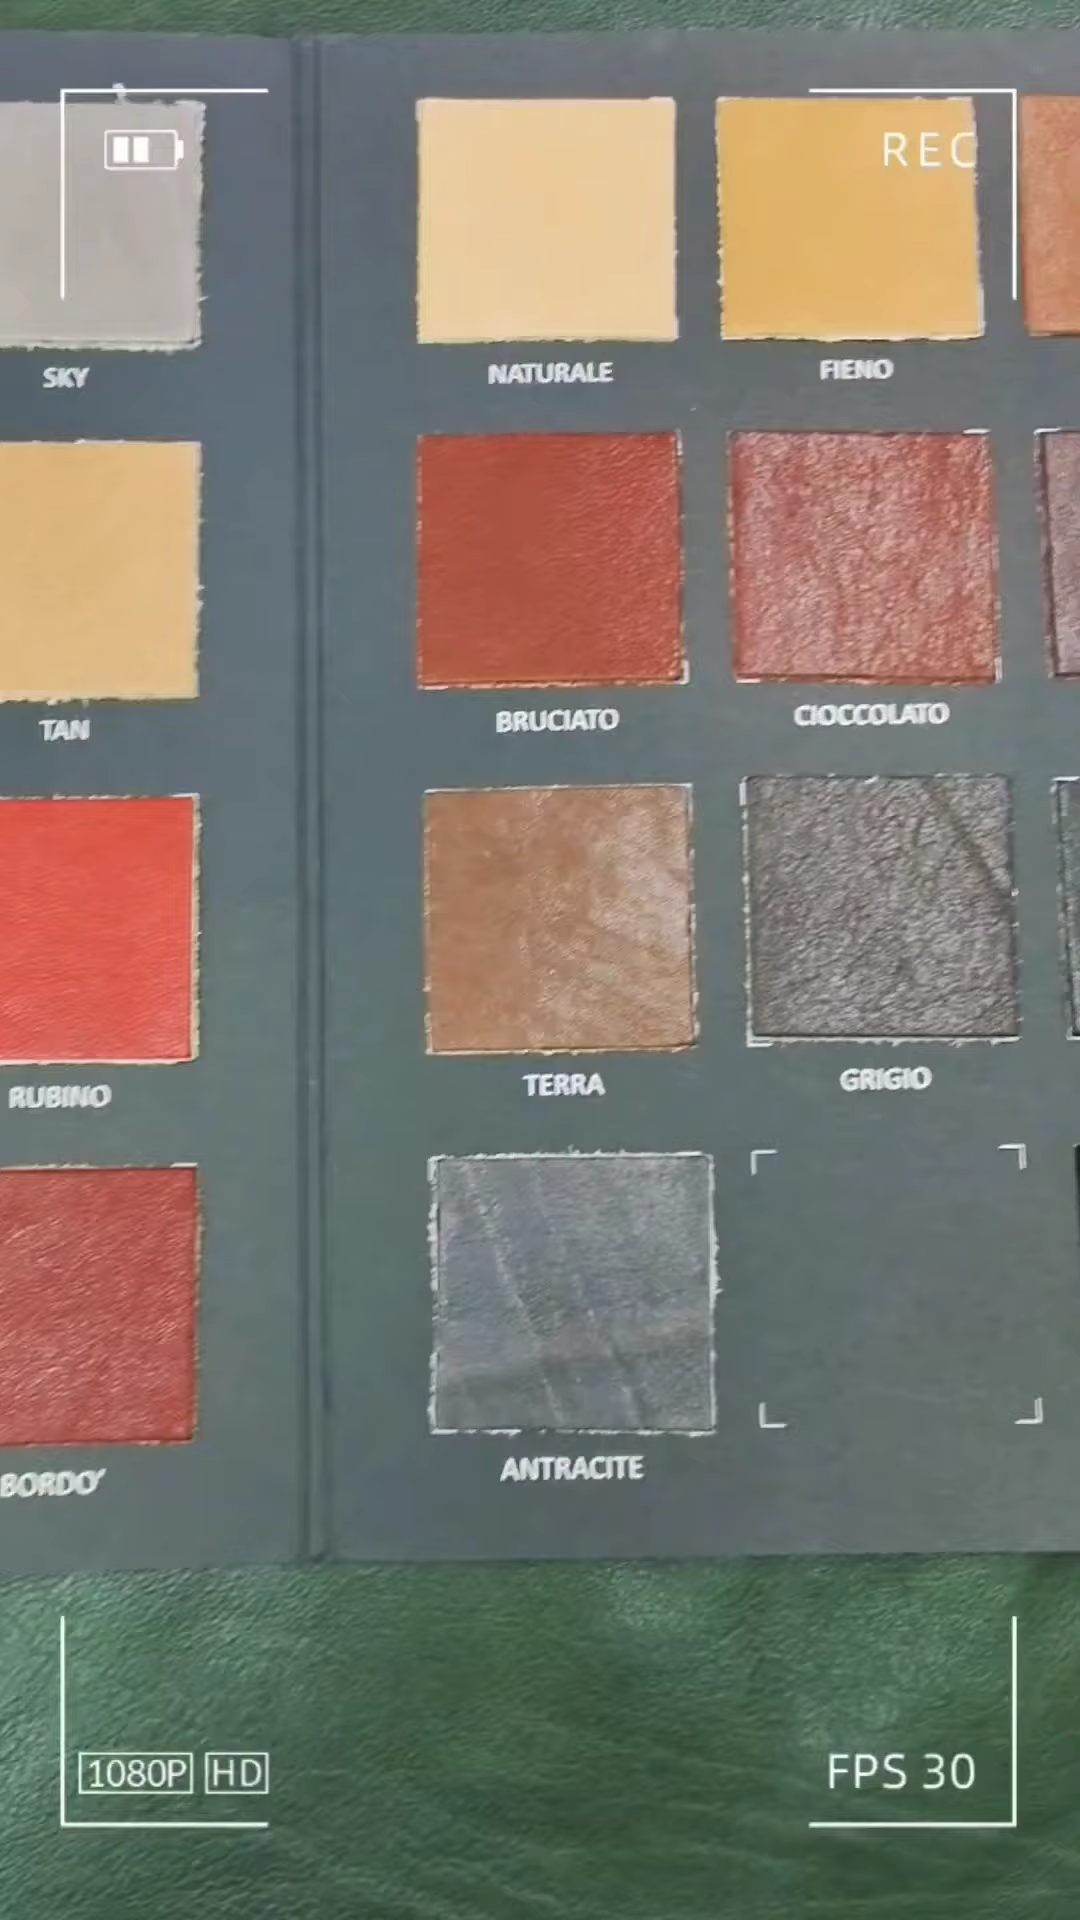 REC
SKY
NATURALE
FIENO
TAN
BRUCIATO
CIOCCOLATO
RUBINO
TERRA
GRIGIO
BORDO'
ANTRACITE
1080P HD
FPS 30